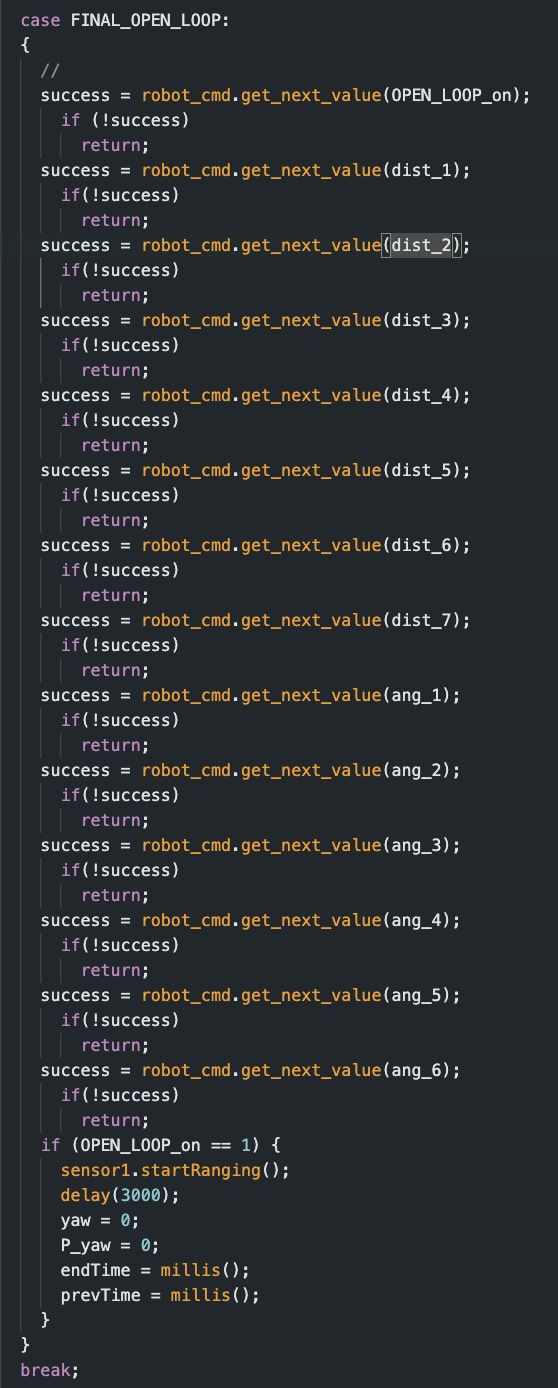 case FINAL_OPEN_LOOP:
{
  //
  success = robot_cmd.get_next_value(OPEN_LOOP_on);
    if (!success)
      return;
  success = robot_cmd.get_next_value(dist_1);
    if(!success)
      return;
  success = robot_cmd.get_next_value(dist_2);
    if(!success)
      return;
  success = robot_cmd.get_next_value(dist_3);
    if(!success)
      return;
  success = robot_cmd.get_next_value(dist_4);
    if(!success)
      return;
  success = robot_cmd.get_next_value(dist_5);
    if(!success)
      return;
  success = robot_cmd.get_next_value(dist_6);
    if(!success)
      return;
  success = robot_cmd.get_next_value(dist_7);
    if(!success)
      return;
  success = robot_cmd.get_next_value(ang_1);
    if(!success)
      return;
  success = robot_cmd.get_next_value(ang_2);
    if(!success)
      return;
  success = robot_cmd.get_next_value(ang_3);
    if(!success)
      return;
  success = robot_cmd.get_next_value(ang_4);
    if(!success)
      return;
  success = robot_cmd.get_next_value(ang_5);
    if(!success)
      return;
  success = robot_cmd.get_next_value(ang_6);
    if(!success)
      return;
  if (OPEN_LOOP_on == 1) {
    sensor1.startRanging();
    delay(3000);
    yaw = 0;
    P_yaw = 0;
    endTime = millis();
    prevTime = millis();
  }
}
break;